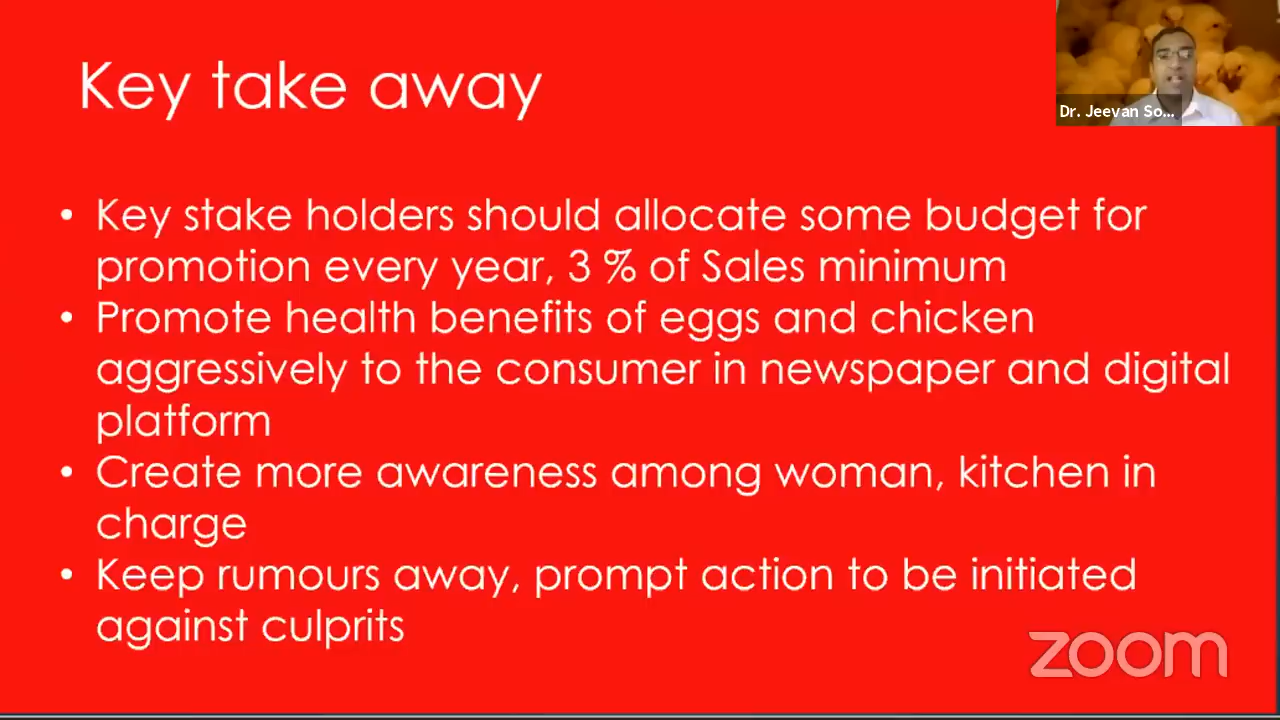 Key take away
Dr. Jeevan So...
• Key stake holders should allocate some budget for
promotion every year, 3 % of Sales minimum
• Promote health benefits of eggs and chicken
aggressively to the consumer in newspaper and digital
platform
• Create more awareness among woman, kitchen in
charge
• Keep rumours away, prompt action to be initiated
against culprits
zoom